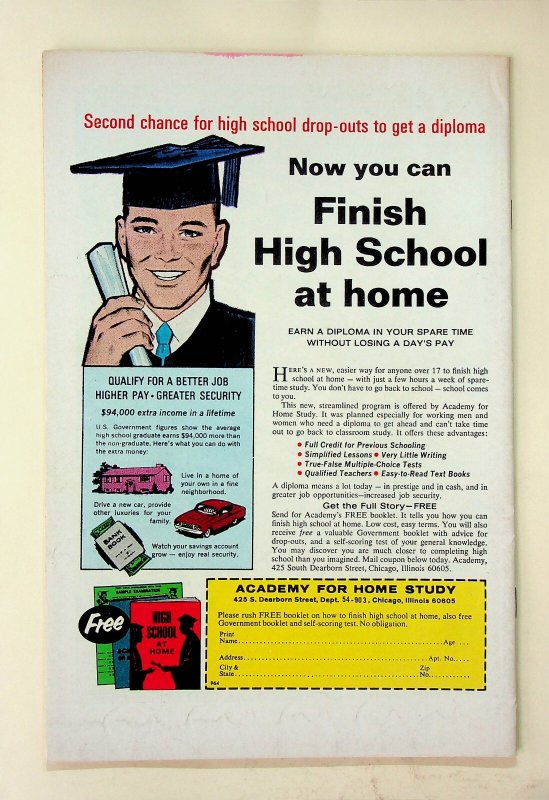 Second chance for high school drop-outs to get a diploma
Now you can
Finish
High School
at home
EARN A DIPLOMA IN YOUR SPARE TIME
WITHOUT LOSING A DAY'S PAY
QUALIFY FOR A BETTER JOB
HIGHER PAY • GREATER SECURITY
$94,000 extra income in a lifetime
U.S. Government figures show the average
high school graduate earns $94,000 more than
the non-graduate. Here's what you can do with
the extra money:
Live in a home of
your own in a fine
neighborhood.
Drive a new car, provide
other luxuries for your
family.
BANK
BOOK
Watch your savings account
grow — enjoy real security.
HERE'S A NEW, easier way for anyone over 17 to finish high
school at home — with just a few hours a week of spare-
time study. You don't have to go back to school — school comes
to you.
This new, streamlined program is offered by Academy for
Home Study. It was planned especially for working men and
women who need a diploma to get ahead and can't take time
out to go back to classroom study. It offers these advantages:
• Full Credit for Previous Schooling
• Simplified Lessons • Very Little Writing
• True-False Multiple-Choice Tests
• Qualified Teachers • Easy-to-Read Text Books
A diploma means a lot today — in prestige and in cash, and in
greater job opportunities—increased job security.
Get the Full Story—FREE
Send for Academy's FREE booklet. It tells you how you can
finish high school at home. Low cost, easy terms. You will also
receive free a valuable Government booklet with advice for
drop-outs, and a self-scoring test of your general knowledge.
You may discover you are much closer to completing high
school than you imagined. Mail coupon below today. Academy,
425 South Dearborn Street, Chicago, Illinois 60605.
SAMPLE EXAMINATION
Free
HIGH
SCHOOL
AT
HOME
ACADEMY FOR HOME STUDY
425 S. Dearborn Street, Dept. 54-903, Chicago, Illinois 60605
Please rush FREE booklet on how to finish high school at home, also free
Government booklet and self-scoring test. No obligation.
Print
Name Age
Address Apt. No.
City & Zip
State No.